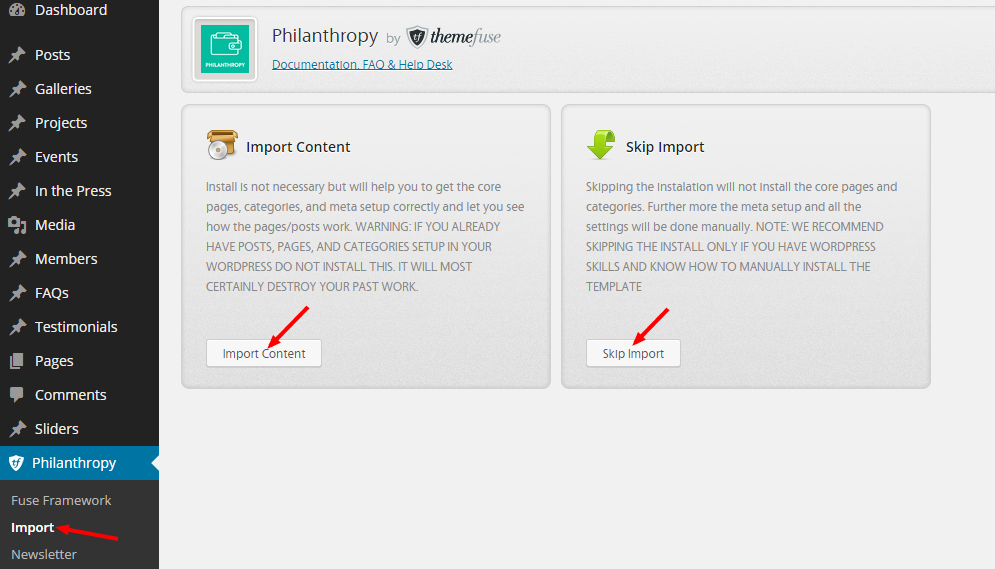 Dashboard
Posts
Galleries
Projects
Events
In the Press
Media
Members
FAQs
Testimonials
Pages
Comments
Sliders
Philanthropy
Fuse Framework
Import
Newsletter
PHILANTHROPY
Philanthropy by tf themefuse
Documentation, FAQ & Help Desk
Import Content
Install is not necessary but will help you to get the core
pages, categories, and meta setup correctly and let you see
how the pages/posts work. WARNING: IF YOU ALREADY
HAVE POSTS, PAGES, AND CATEGORIES SETUP IN YOUR
WORDPRESS DO NOT INSTALL THIS. IT WILL MOST
CERTAINLY DESTROY YOUR PAST WORK.
Import Content
Skip Import
Skipping the instalation will not install the core pages and
categories. Further more the meta setup and all the
settings will be done manually. NOTE: WE RECOMMEND
SKIPPING THE INSTALL ONLY IF YOU HAVE WORDPRESS
SKILLS AND KNOW HOW TO MANUALLY INSTALL THE
TEMPLATE
Skip Import